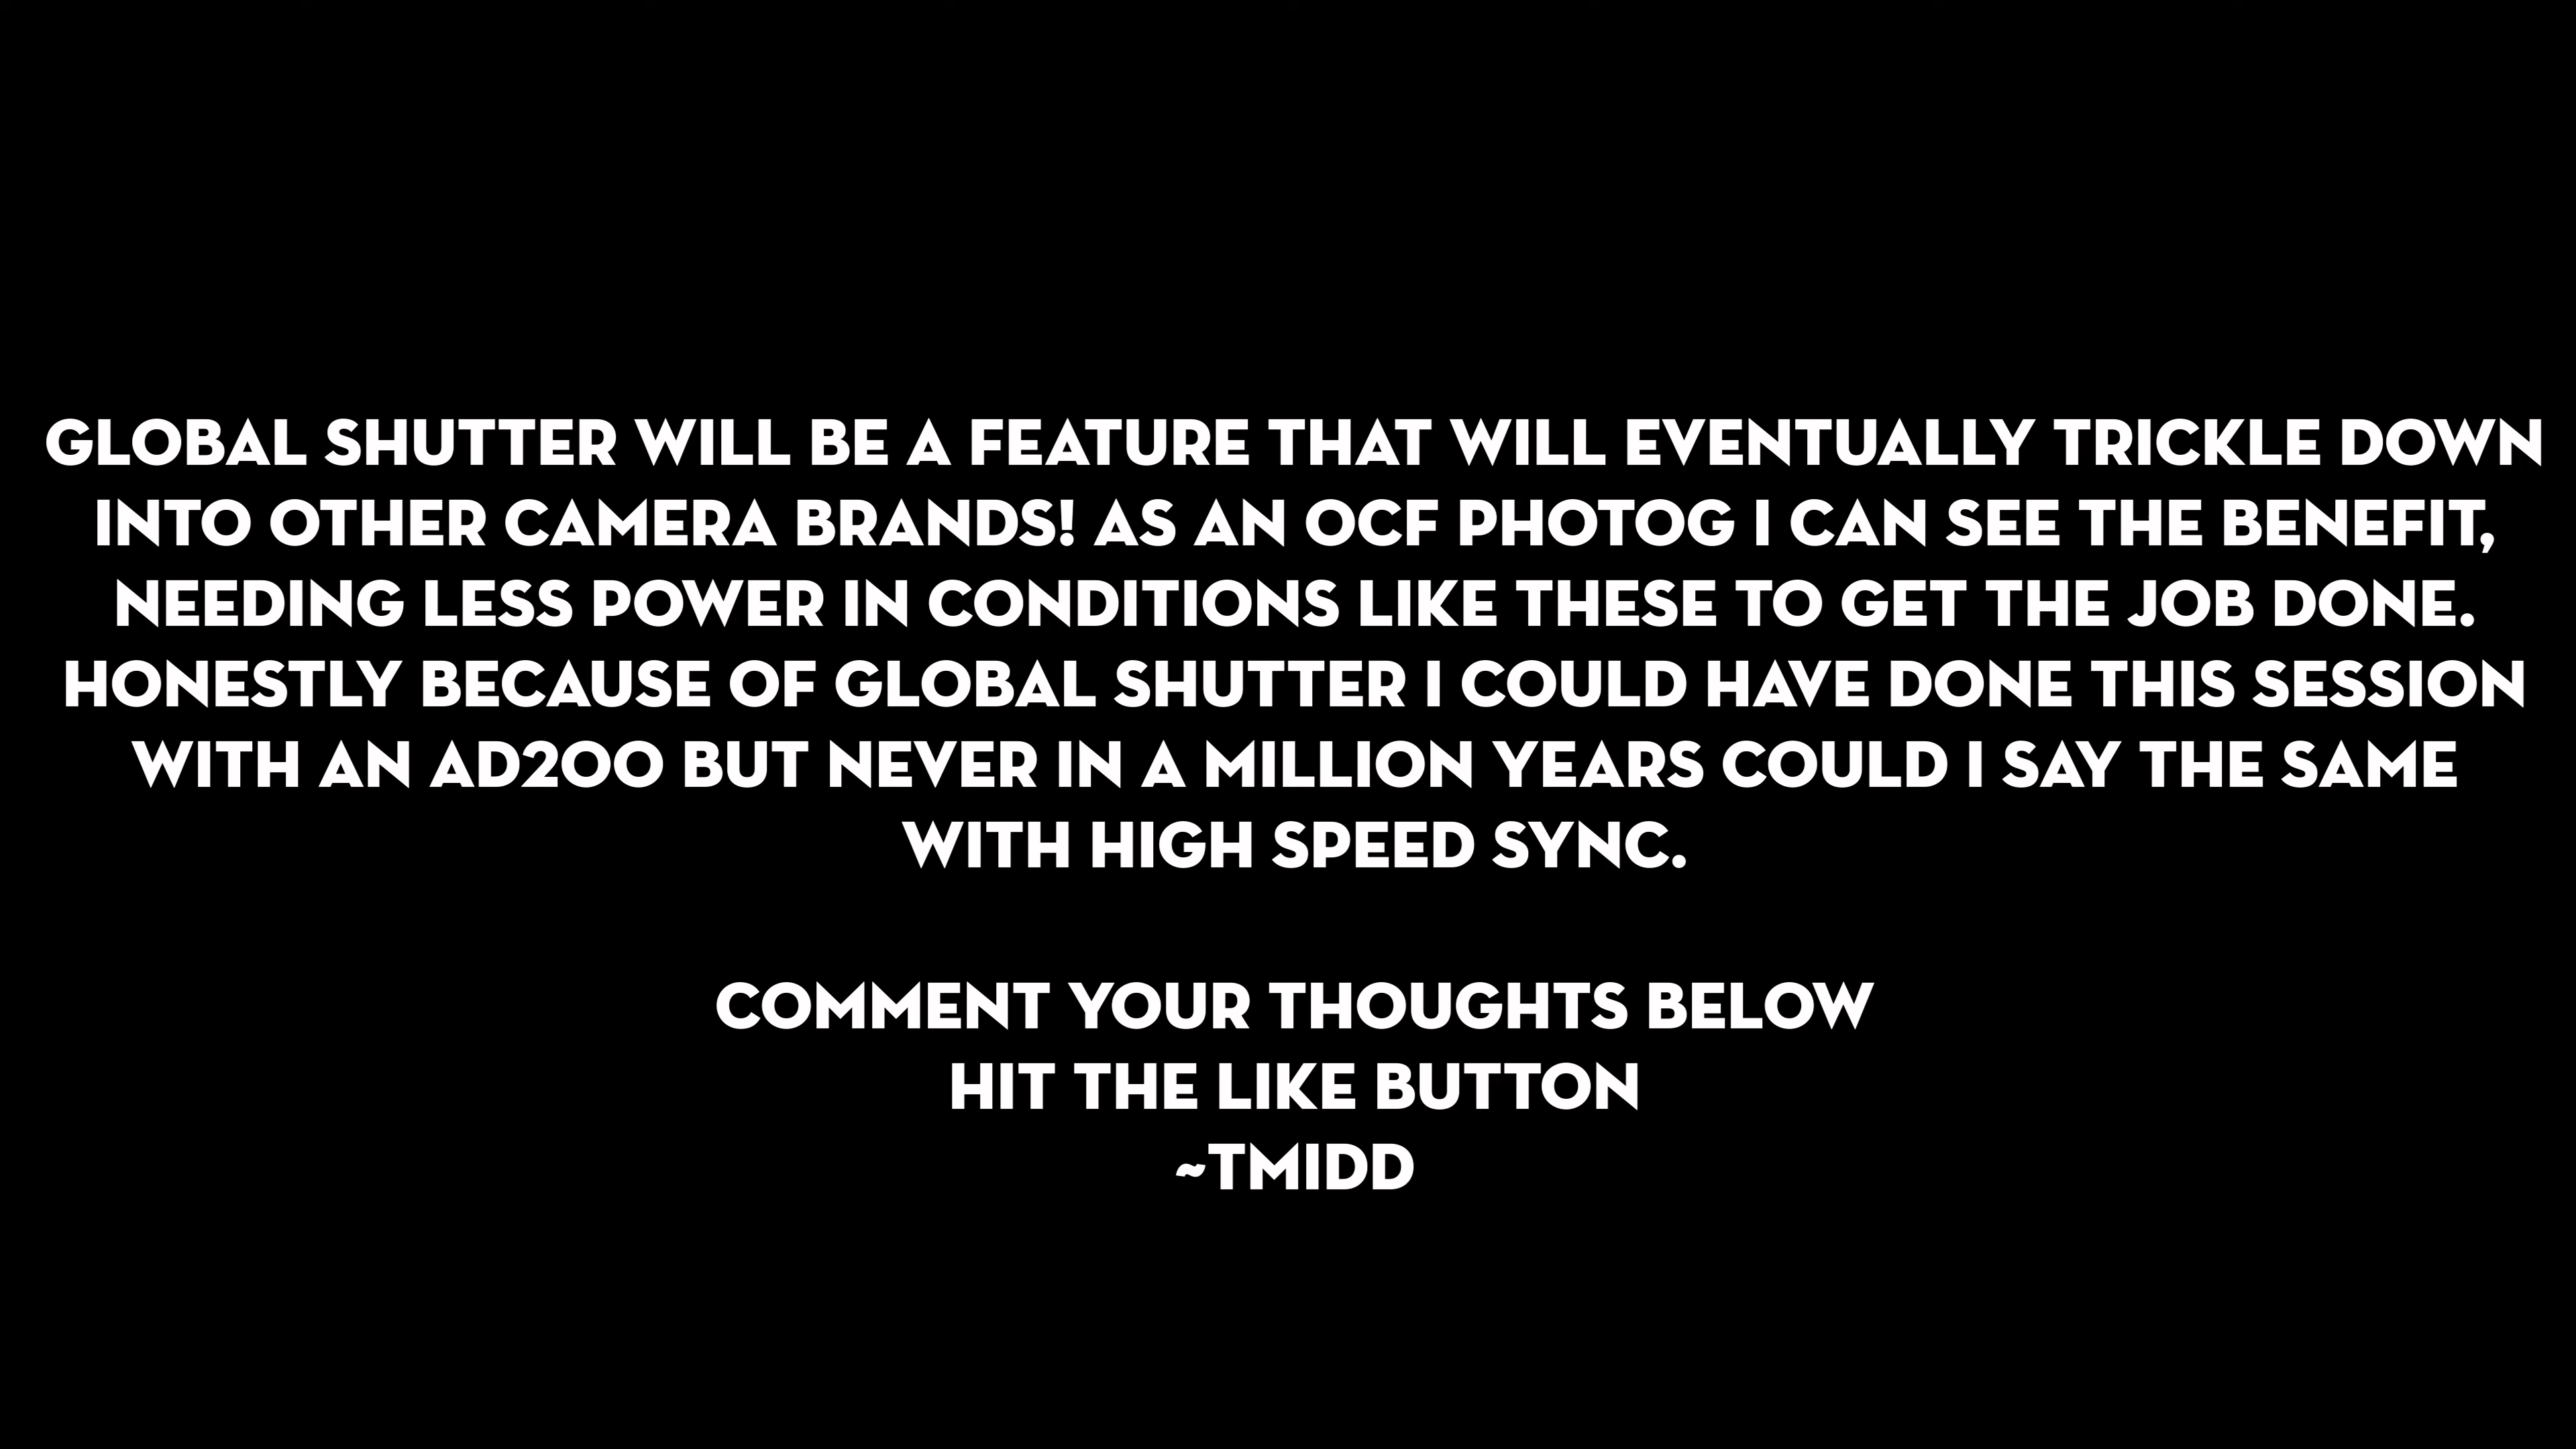 GLOBAL SHUTTER WILL BE A FEATURE THAT WILL EVENTUALLY TRICKLE DOWN
INTO OTHER CAMERA BRANDS! AS AN OCF PHOTOG I CAN SEE THE BENEFIT,
NEEDING LESS POWER IN CONDITIONS LIKE THESE TO GET THE JOB DONE.
HONESTLY BECAUSE OF GLOBAL SHUTTER I COULD HAVE DONE THIS SESSION
WITH AN AD200 BUT NEVER IN A MILLION YEARS COULD I SAY THE SAME
WITH HIGH SPEED SYNC.
COMMENT YOUR THOUGHTS BELOW
HIT THE LIKE BUTTON
~TMIDD